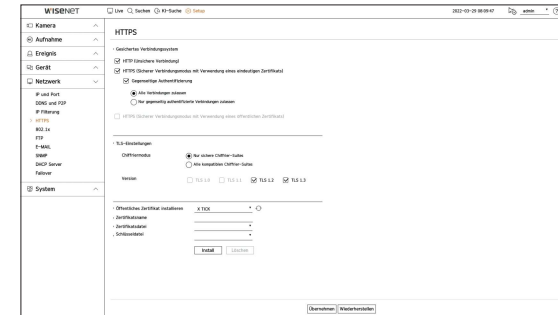 WISENET
Live Suchen KI-Suche Setup
2022-03-29 08:59:47 admin
Kamera
Aufnahme
Ereignis
Gerät
Netzwerk
IP und Port
DDNS und P2P
IP Filterung
HTTPS
802.1x
FTP
E-MAIL
SNMP
DHCP Server
Failover
System
HTTPS
Gesichertes Verbindungssystem
HTTP (Unsichere Verbindung)
HTTPS (Sicherer Verbindungsmodus mit Verwendung eines eindeutigen Zertifikats)
Gegenseitige Authentifizierung
Alle Verbindungen zulassen
Nur gegenseitig authentifizierte Verbindungen zulassen
HTTPS (Sicherer Verbindungsmodus mit Verwendung eines öffentlichen Zertifikats)
TLS-Einstellungen
Chiffriermodus
Nur sichere Chiffrier-Suites
Alle kompatiblen Chiffrier-Suites
Version
TLS 1.0 TLS 1.1 TLS 1.2 TLS 1.3
Öffentliches Zertifikat installieren X TICK
Zertifikatsname
Zertifikatsdatei
Schlüsseldatei
Install Löschen
Übernehmen Wiederherstellen